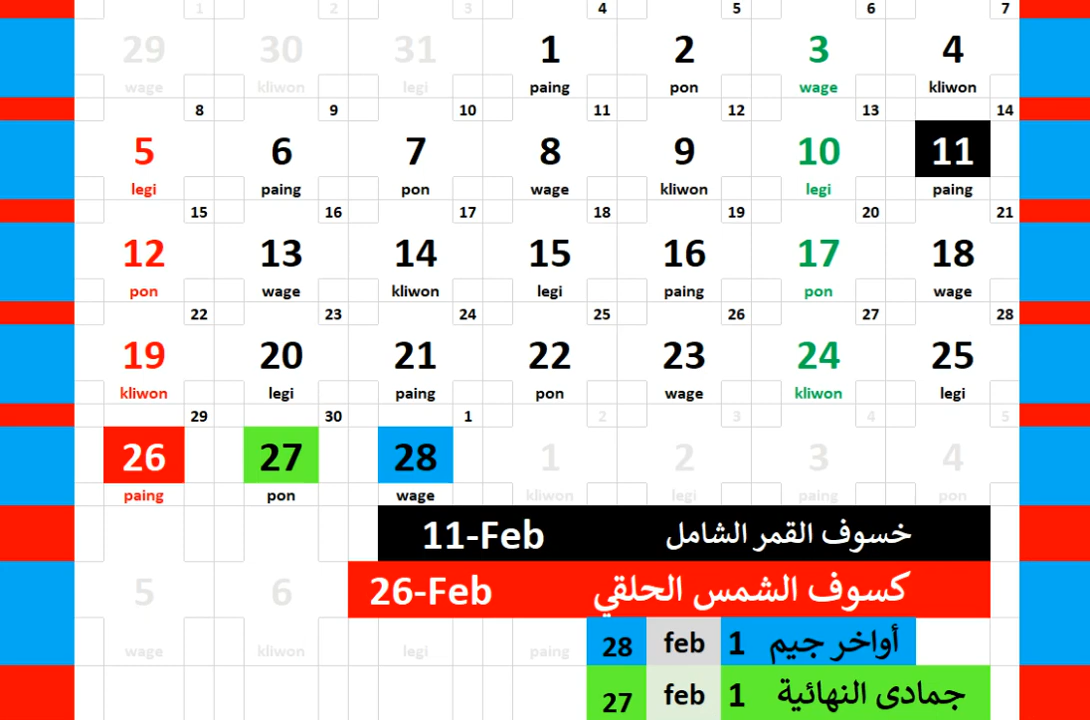 1 2 3 4 5 6 7
29 30 31 1 2 3 4
wage kliwon legi paing pon wage kliwon
8 9 10 11 12 13 14
5 6 7 8 9 10 11
legi paing pon wage kliwon legi paing
15 16 17 18 19 20 21
12 13 14 15 16 17 18
pon wage kliwon legi paing pon wage
22 23 24 25 26 27 28
19 20 21 22 23 24 25
kliwon legi paing pon wage kliwon legi
29 30 1 2 3 4 5
26 27 28 1 2 3 4
paing pon wage kliwon legi paing pon
11-Feb خسوف القمر الشامل
5 6 26-Feb كسوف الشمس الحلقي
wage kliwon legi paing 28 feb 1 أواخر جيم
27 feb 1 جمادى النهائية